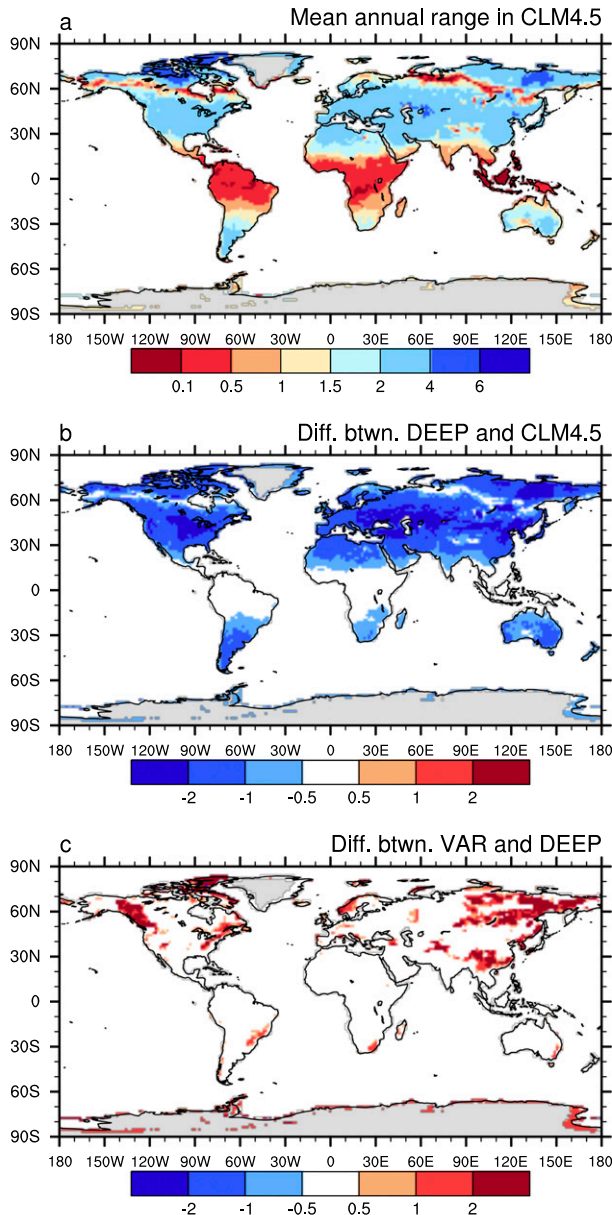 a Mean annual range in CLM4.5
90N
60N
30N
0
30S
60S
90S
180 150W 120W 90W 60W 30W 0 30E 60E 90E 120E 150E 180
0.1 0.5 1 1.5 2 4 6
b Diff. btwn. DEEP and CLM4.5
90N
60N
30N
0
30S
60S
90S
180 150W 120W 90W 60W 30W 0 30E 60E 90E 120E 150E 180
-2 -1 -0.5 0.5 1 2
c Diff. btwn. VAR and DEEP
90N
60N
30N
0
30S
60S
90S
180 150W 120W 90W 60W 30W 0 30E 60E 90E 120E 150E 180
-2 -1 -0.5 0.5 1 2